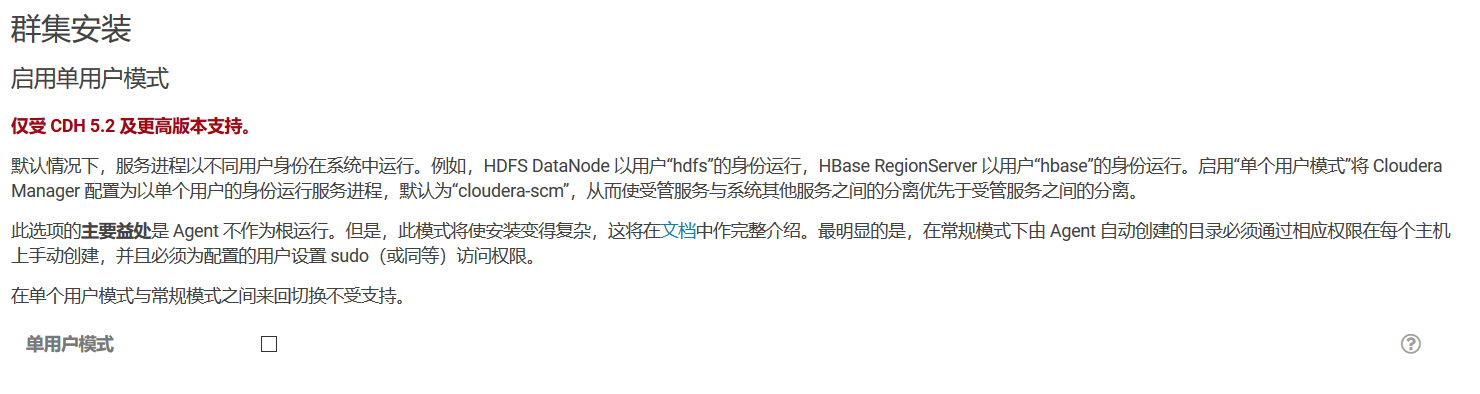 群集安装
启用单用户模式
仅受 CDH 5.2 及更高版本支持。
默认情况下，服务进程以不同用户身份在系统中运行。例如，HDFS DataNode 以用户“hdfs”的身份运行，HBase RegionServer 以用户“hbase”的身份运行。启用“单个用户模式”将 Cloudera
Manager 配置为以单个用户的身份运行服务进程，默认为“cloudera-scm”，从而使受管服务与系统其他服务之间的分离优先于受管服务之间的分离。
此选项的主要益处是 Agent 不作为根运行。但是，此模式将使安装变得复杂，这将在文档中作完整介绍。最明显的是，在常规模式下由 Agent 自动创建的目录必须通过相应权限在每个主机
上手动创建，并且必须为配置的用户设置 sudo（或同等）访问权限。
在单个用户模式与常规模式之间来回切换不受支持。
单用户模式
?